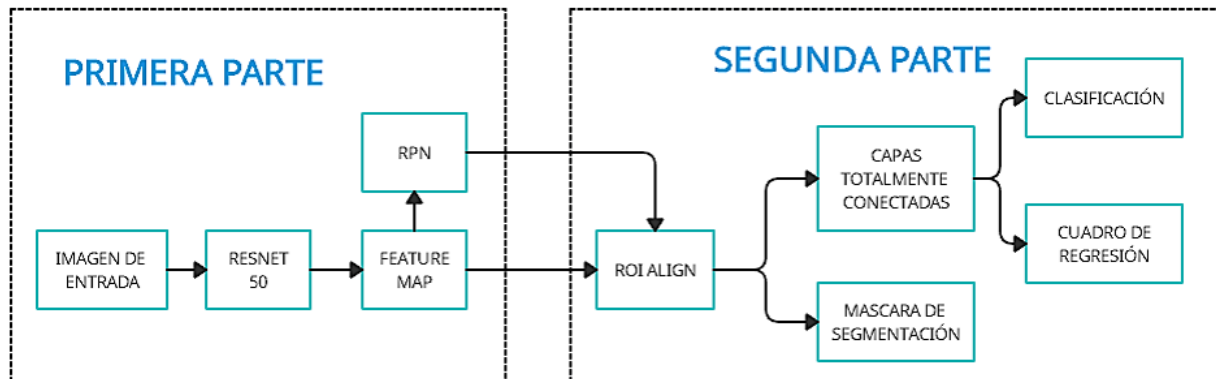 PRIMERA PARTE
SEGUNDA PARTE
IMAGEN DE
ENTRADA
RESNET
50
FEATURE
MAP
RPN
ROI ALIGN
CAPAS
TOTALMENTE
CONECTADAS
MASCARA DE
SEGMENTACIÓN
CLASIFICACIÓN
CUADRO DE
REGRESIÓN